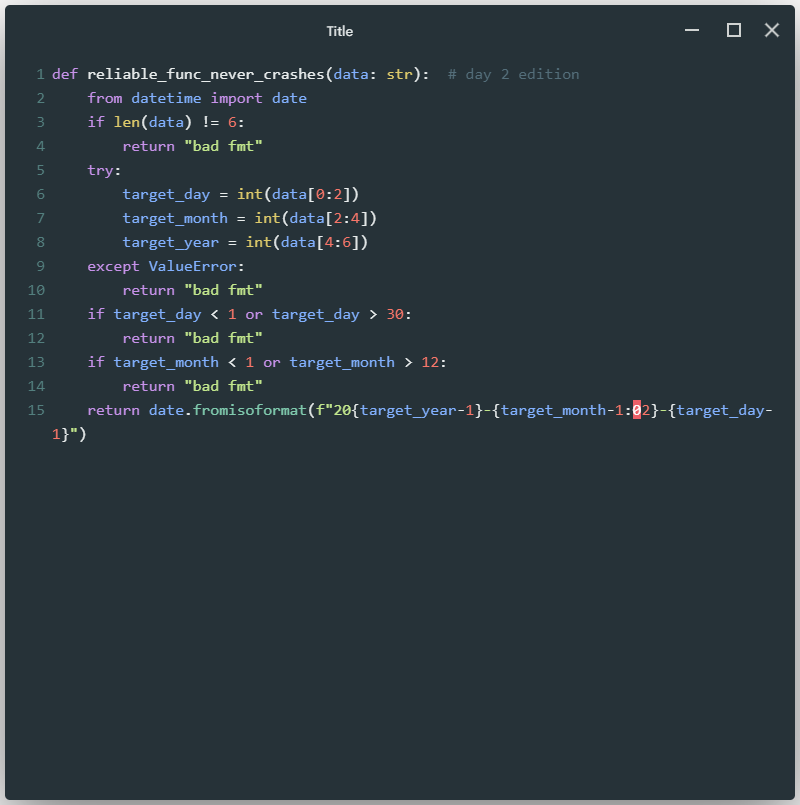 Title
1 def reliable_func_never_crashes(data: str):  # day 2 edition
2     from datetime import date
3     if len(data) != 6:
4         return "bad fmt"
5     try:
6         target_day = int(data[0:2])
7         target_month = int(data[2:4])
8         target_year = int(data[4:6])
9     except ValueError:
10         return "bad fmt"
11     if target_day < 1 or target_day > 30:
12         return "bad fmt"
13     if target_month < 1 or target_month > 12:
14         return "bad fmt"
15     return date.fromisoformat(f"20{target_year-1}-{target_month-1:02}-{target_day-
1}")